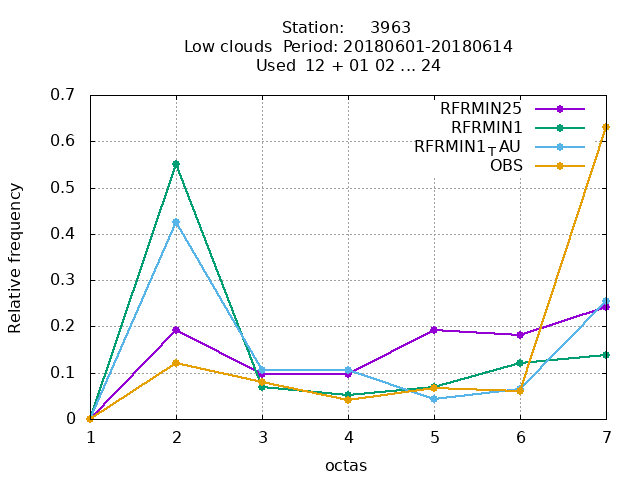 Station:     3963
Low clouds  Period: 20180601-20180614
Used  12 + 01 02 ... 24
0.7
0.6
0.5
0.4
0.3
0.2
0.1
0
Relative frequency
RFRMIN25
RFRMIN1
RFRMIN1TAU
OBS
1 2 3 4 5 6 7
octas